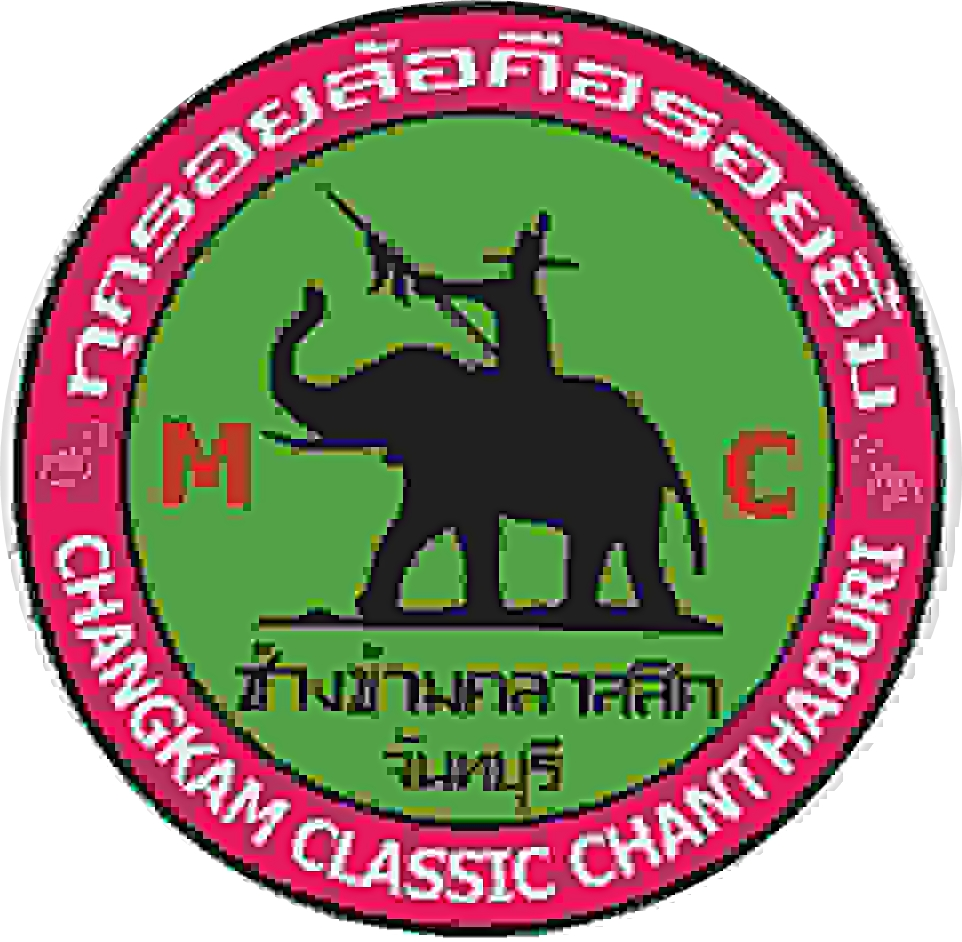 ทุกรอยล้อคือรอยยิ้ม
M C
ช้างข้ามคลาสสิค
จันทบุรี
CHANGKAM CLASSIC CHANTHABURI